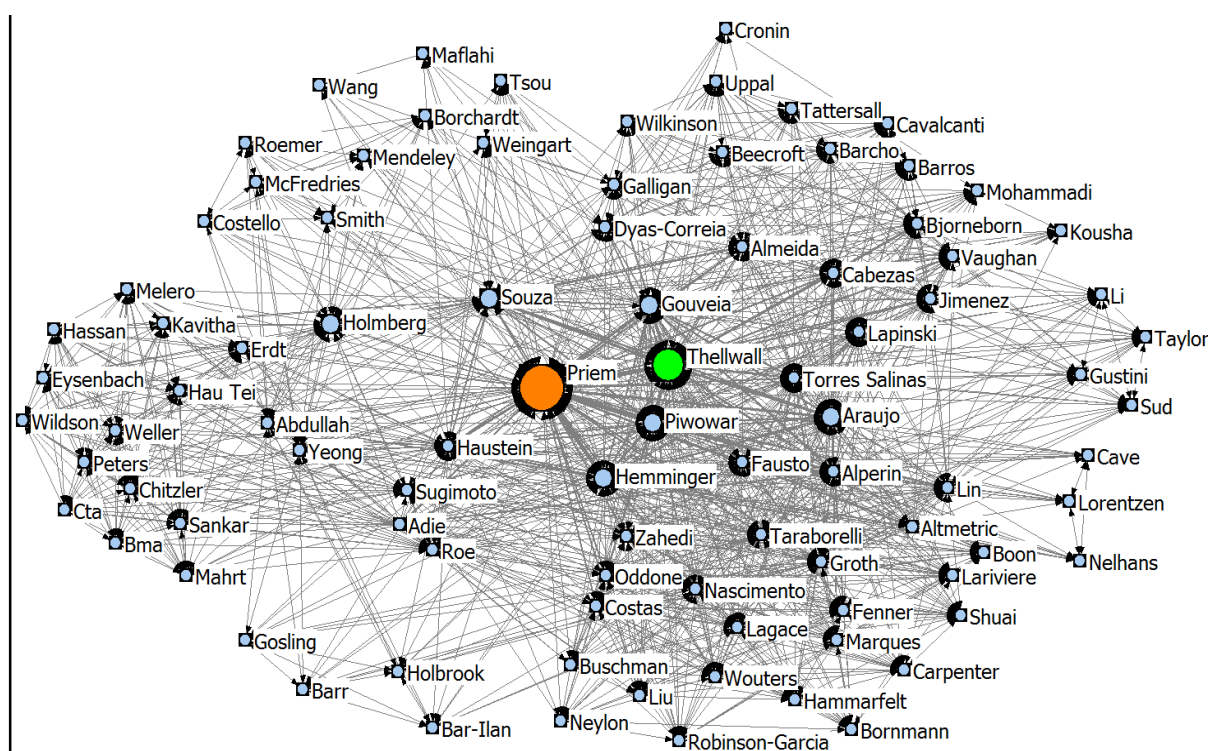 Cronin
Maflahi
Wang
Tsou
Uppal
Borchardt
Tattersall
Wilkinson
Cavalcanti
Roemer
Weingart
Mendeley
Beecroft
Barcho
Barros
McFredries
Galligan
Mohammadi
Costello
Smith
Dyas-Correia
Bjorneborn
Kousha
Almeida
Vaughan
Cabezas
Melero
Souza
Gouveia
Jimenez
Li
Hassan
Kavitha
Holmberg
Lapinski
Taylor
Erdt
Thellwall
Priem
Eysenbach
Hau Tei
Torres Salinas
Gustini
Sud
Wildson
Weller
Abdullah
Piwowar
Araujo
Yeong
Haustein
Cave
Peters
Fausto
Alperin
Chitzler
Sugimoto
Hemminger
Lin
Lorentzen
Cta
Sankar
Adie
Altmetric
Bma
Roe
Zahedi
Taraborelli
Boon
Nelhans
Mahrt
Oddone
Groth
Lariviere
Nascimento
Costas
Fenner
Shuai
Gosling
Lagace
Marques
Holbrook
Buschman
Wouters
Carpenter
Barr
Liu
Hammarfelt
Bar-Ilan
Neylon
Bornmann
Robinson-Garcia